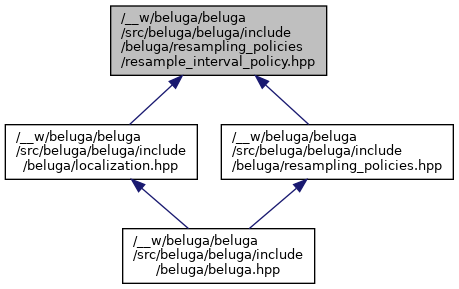 /__w/beluga/beluga
/src/beluga/beluga/include
/beluga/resampling_policies
/resample_interval_policy.hpp
/__w/beluga/beluga
/src/beluga/beluga/include
/beluga/localization.hpp
/__w/beluga/beluga
/src/beluga/beluga/include
/beluga/resampling_policies.hpp
/__w/beluga/beluga
/src/beluga/beluga/include
/beluga/beluga.hpp